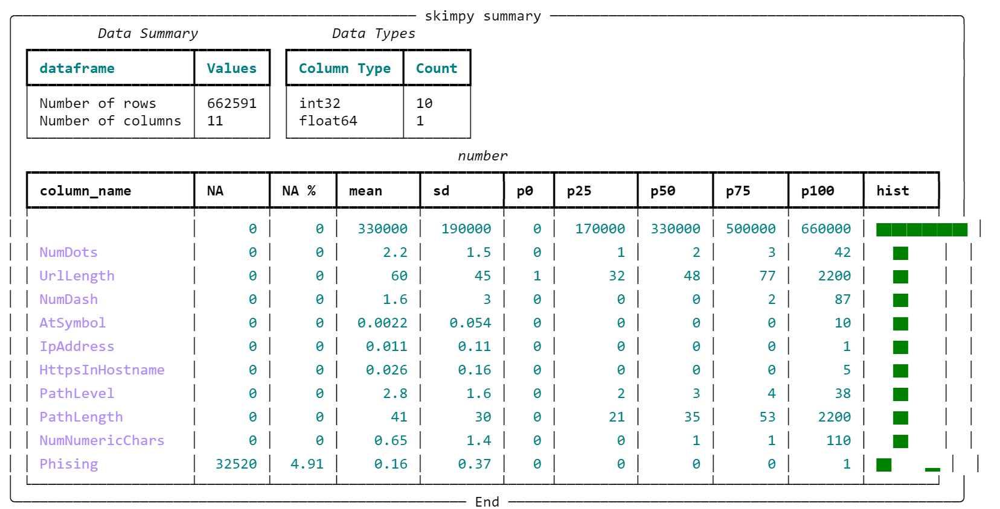 skimpy summary
Data Summary Data Types
dataframe Values Column Type Count
Number of rows 662591 int32 10
Number of columns 11 float64 1
number
column_name NA NA % mean sd p0 p25 p50 p75 p100 hist
0 0 330000 190000 0 170000 330000 500000 660000
NumDots 0 0 2.2 1.5 0 1 2 3 42
UrlLength 0 0 60 45 1 32 48 77 2200
NumDash 0 0 1.6 3 0 0 0 2 87
AtSymbol 0 0 0.0022 0.054 0 0 0 0 10
IpAddress 0 0 0.011 0.11 0 0 0 0 1
HttpsInHostname 0 0 0.026 0.16 0 0 0 0 5
PathLevel 0 0 2.8 1.6 0 2 3 4 38
PathLength 0 0 41 30 0 21 35 53 2200
NumNumericChars 0 0 0.65 1.4 0 0 1 1 110
Phising 32520 4.91 0.16 0.37 0 0 0 0 1
End